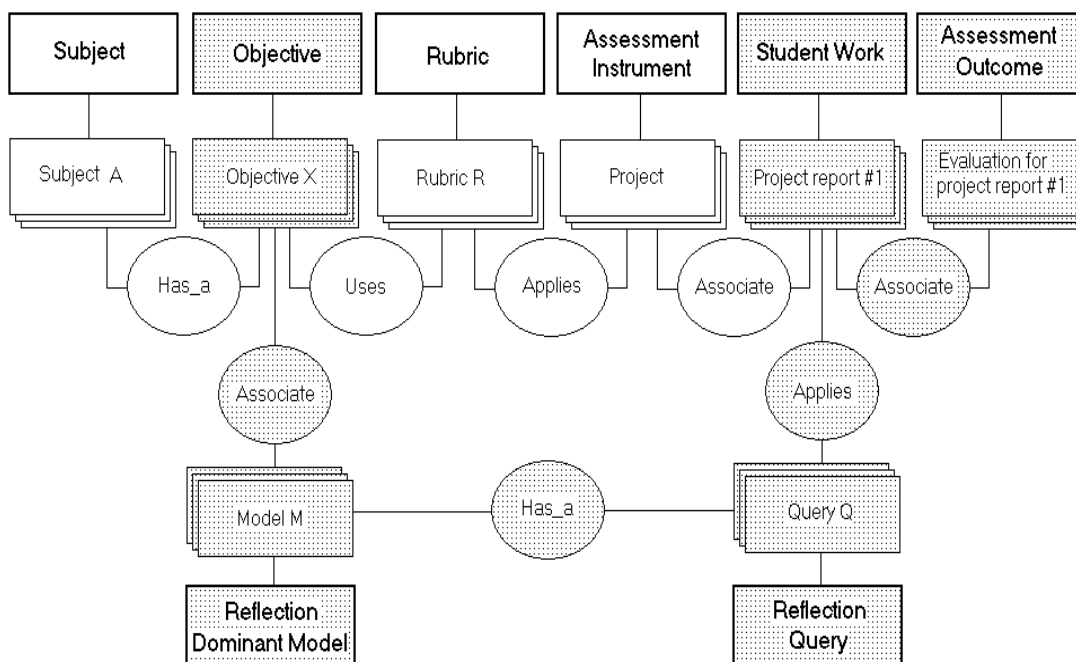 Subject
Objective
Rubric
Assessment
Instrument
Student Work
Assessment
Outcome
Subject A
Objective X
Rubric R
Project
Project report #1
Evaluation for
project report #1
Has_a
Uses
Applies
Associate
Associate
Associate
Applies
Model M
Has_a
Query Q
Reflection
Dominant Model
Reflection
Query